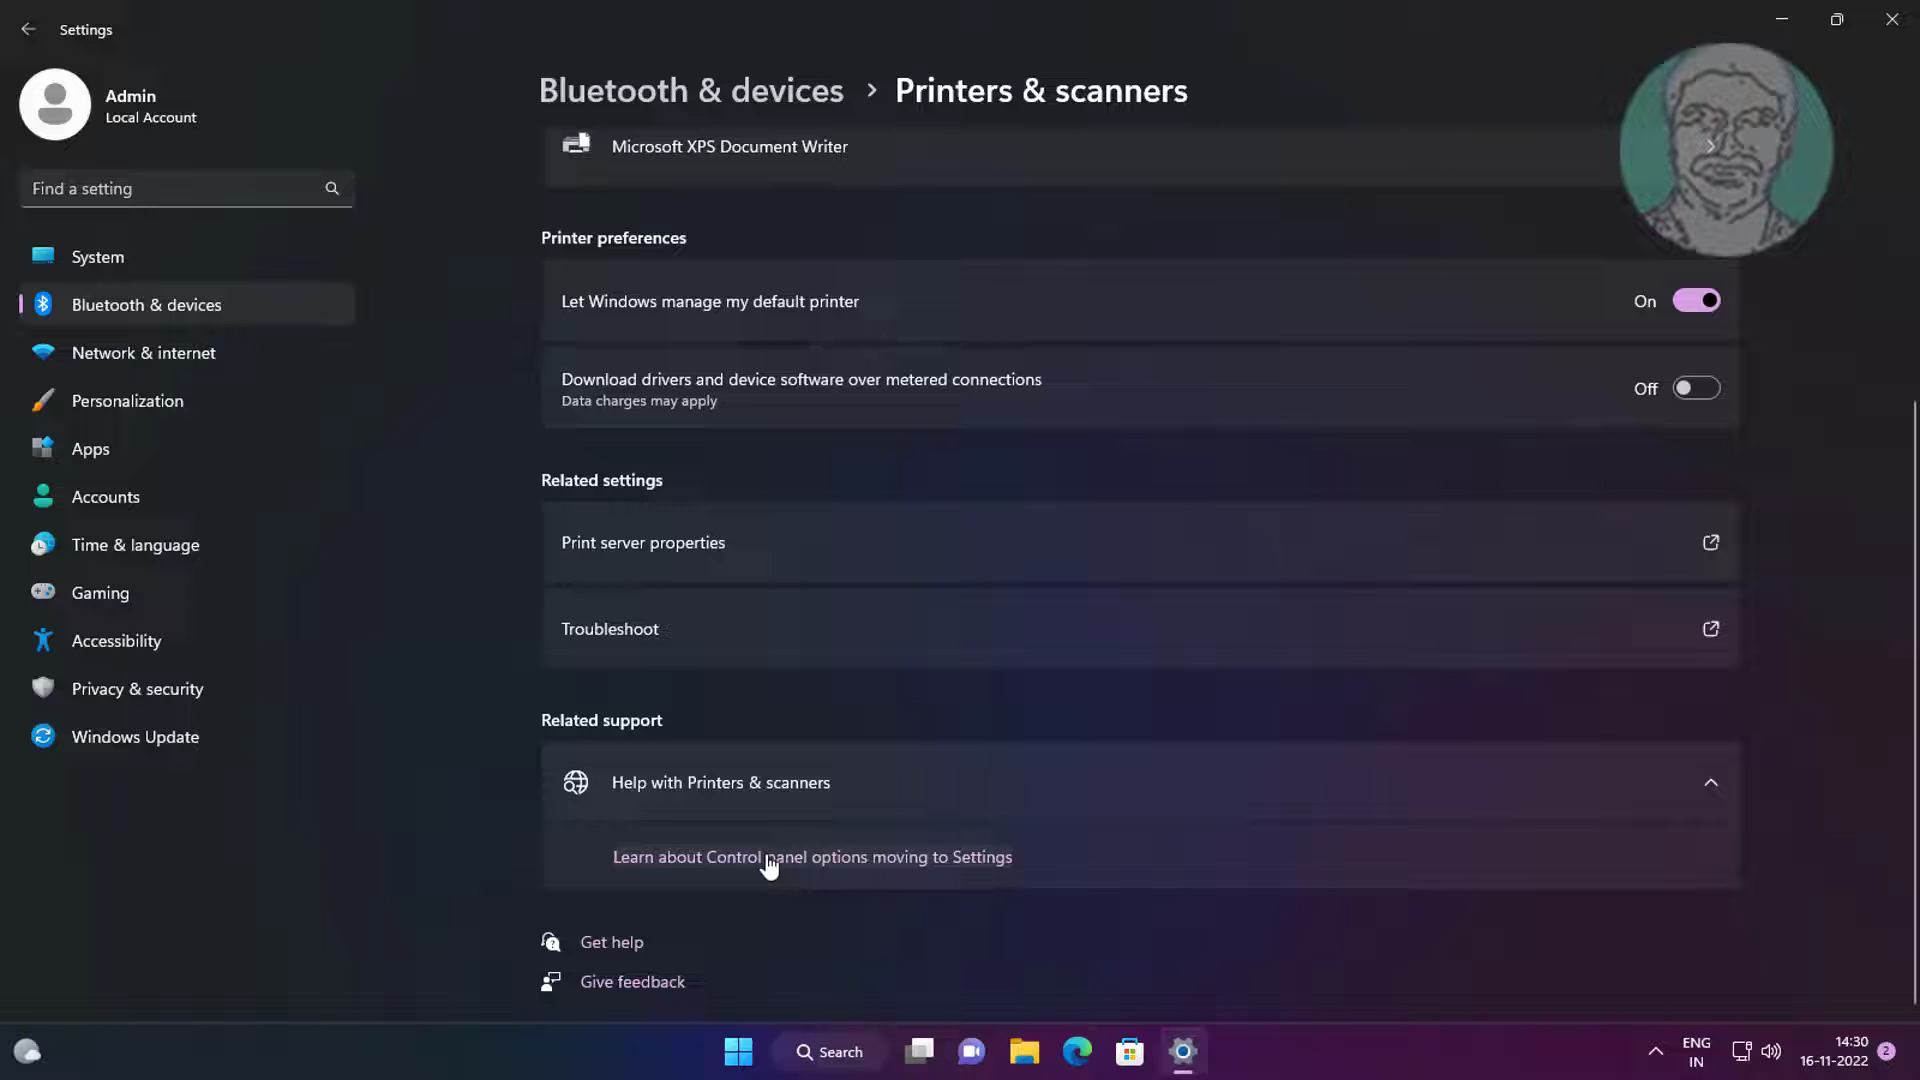 Settings
Admin
Local Account
Find a setting
System
Bluetooth & devices
Network & internet
Personalization
Apps
Accounts
Time & language
Gaming
Accessibility
Privacy & security
Windows Update
Bluetooth & devices > Printers & scanners
Microsoft XPS Document Writer
Printer preferences
Let Windows manage my default printer
On
Download drivers and device software over metered connections
Data charges may apply
Off
Related settings
Print server properties
Troubleshoot
Related support
Help with Printers & scanners
Learn about Control panel options moving to Settings
Get help
Give feedback
Search
ENG
IN
14:30
16-11-2022
2